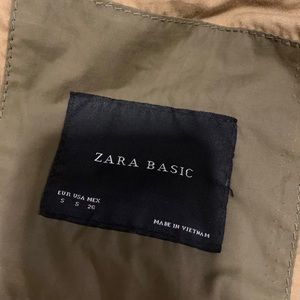 ZARA BASIC
EUR USA MEX
S S 26
MADE IN VIETNAM